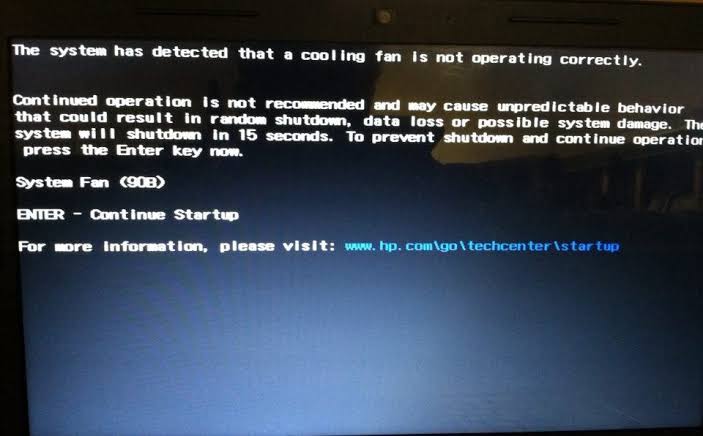 The system has detected that a cooling fan is not operating correctly.
Continued operation is not recommended and may cause unpredictable behavior
that could result in random shutdown, data loss or possible system damage. The
system will shutdown in 15 seconds. To prevent shutdown and continue operation
press the Enter key now.
System Fan (90B)
ENTER - Continue Startup
For more information, please visit: www.hp.com\go\techcenter\startup